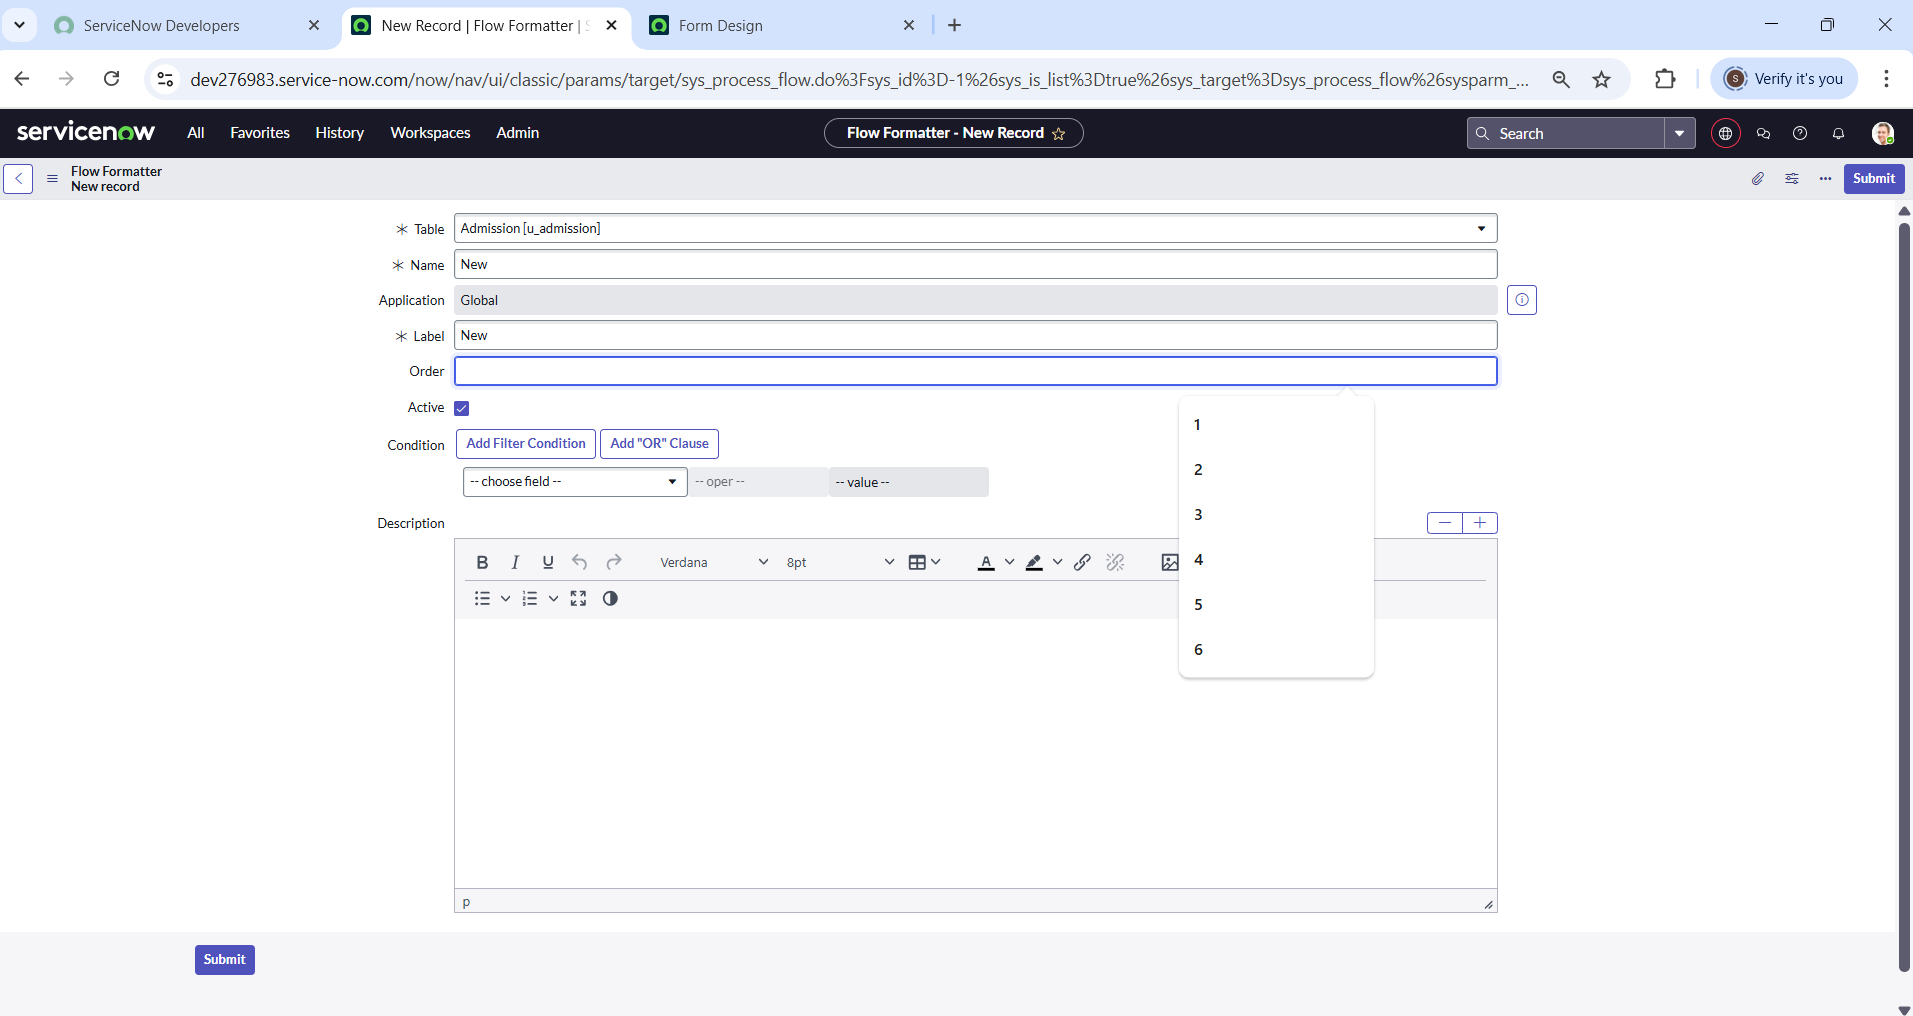 ServiceNow Developers
New Record | Flow Formatter |
Form Design
dev276983.service-now.com/now/nav/ui/classic/params/target/sys_process_flow.do%3Fsys_id%3D-1%26sys_is_list%3Dtrue%26sys_target%3Dsys_process_flow%26sysparm_...
S Verify it's you
servicenow
All
Favorites
History
Workspaces
Admin
Flow Formatter - New Record
Search
Flow Formatter
New record
Submit
Table
Admission [u_admission]
Name
New
Application
Global
Label
New
Order
1
2
3
4
5
6
Active
Condition
Add Filter Condition
Add "OR" Clause
-- choose field --
-- oper --
-- value --
Description
B I U
Verdana
8pt
A
p
Submit